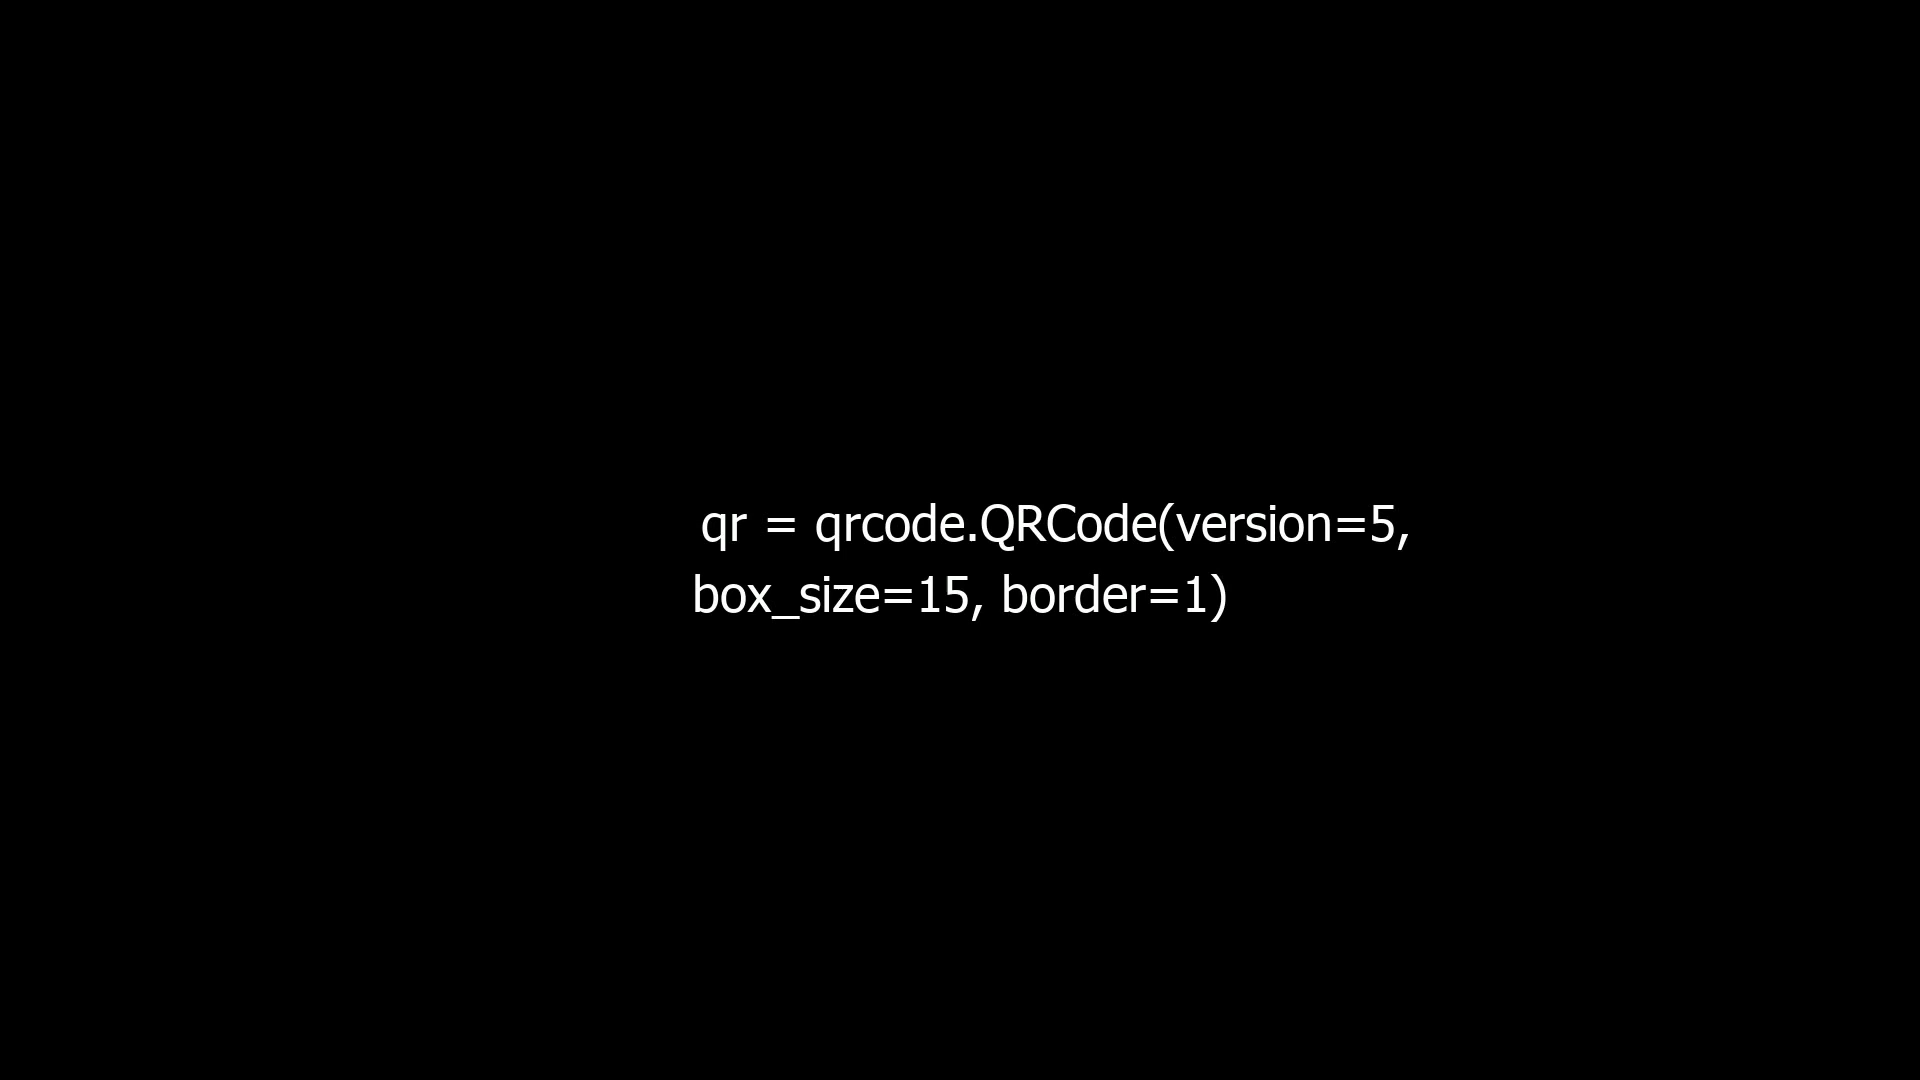 qr = qrcode.QRCode(version=5,
box_size=15, border=1)